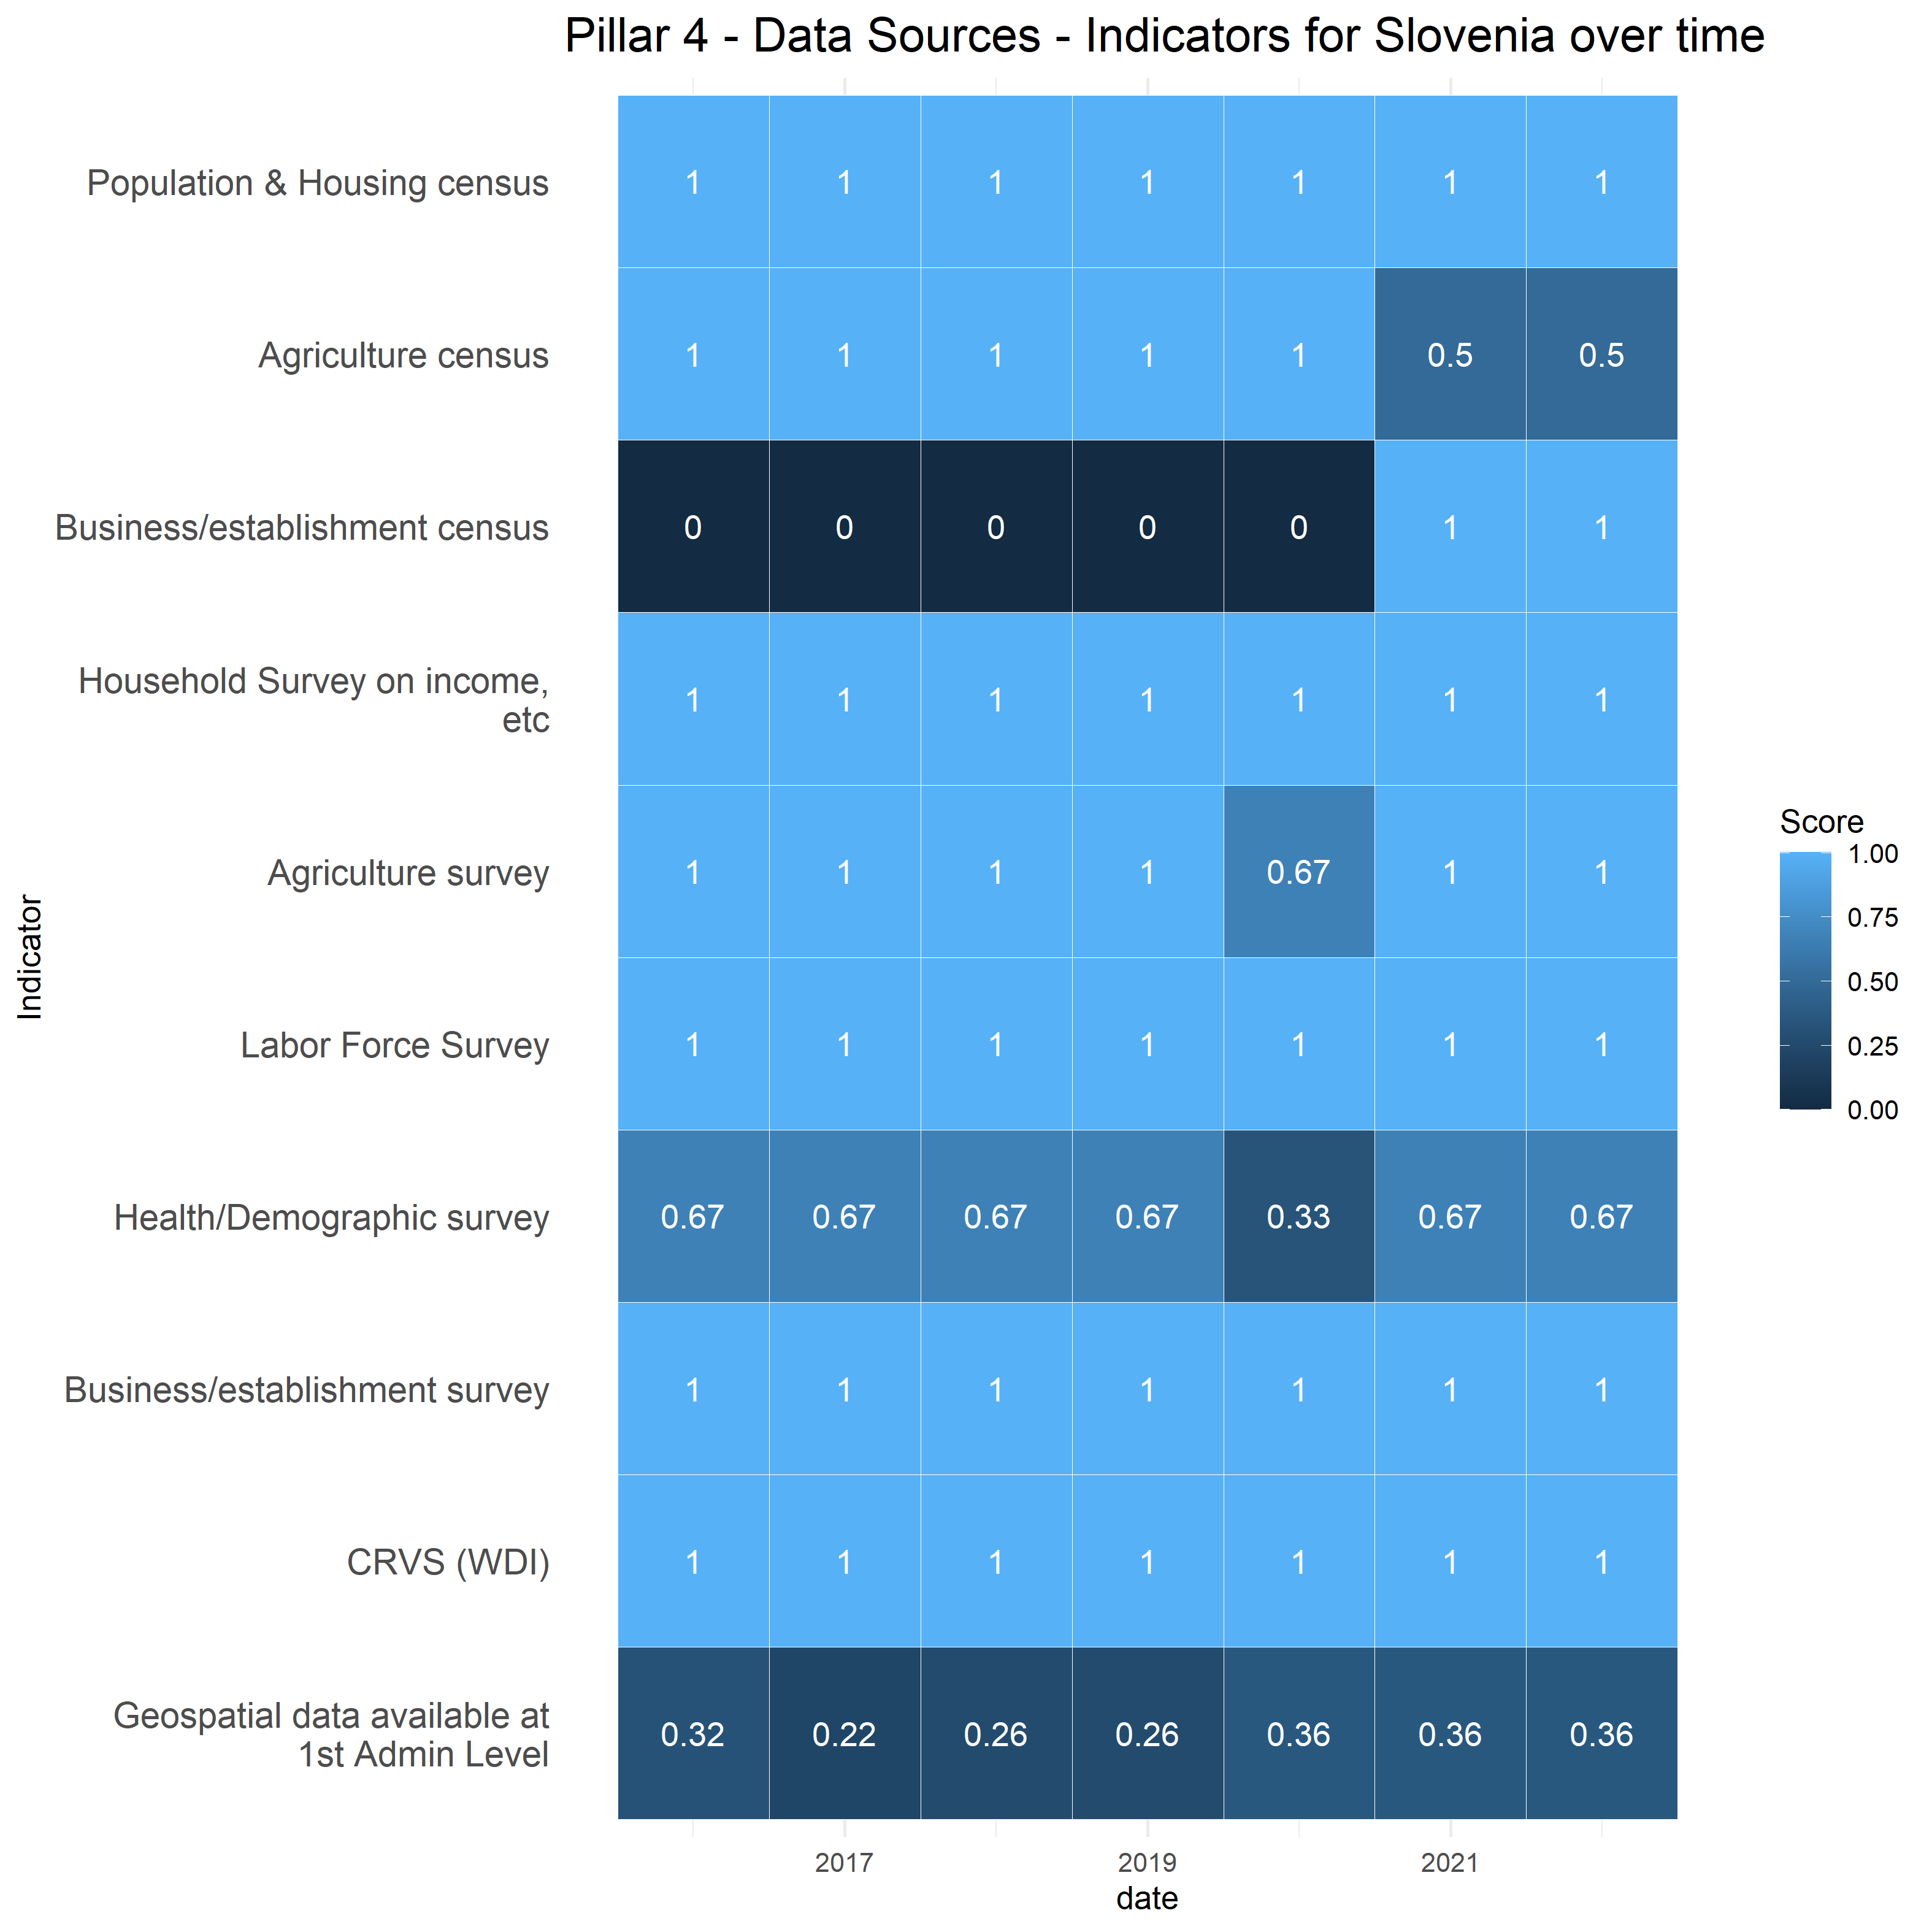 Pillar 4 - Data Sources - Indicators for Slovenia over time
Population & Housing census
1 1 1 1 1 1 1
Agriculture census
1 1 1 1 1 0.5 0.5
Business/establishment census
0 0 0 0 0 1 1
Household Survey on income,
etc
1 1 1 1 1 1 1
Agriculture survey
1 1 1 1 0.67 1 1
Labor Force Survey
1 1 1 1 1 1 1
Health/Demographic survey
0.67 0.67 0.67 0.67 0.33 0.67 0.67
Business/establishment survey
1 1 1 1 1 1 1
CRVS (WDI)
1 1 1 1 1 1 1
Geospatial data available at
1st Admin Level
0.32 0.22 0.26 0.26 0.36 0.36 0.36
2017 2019 2021
date
Indicator
Score
1.00
0.75
0.50
0.25
0.00